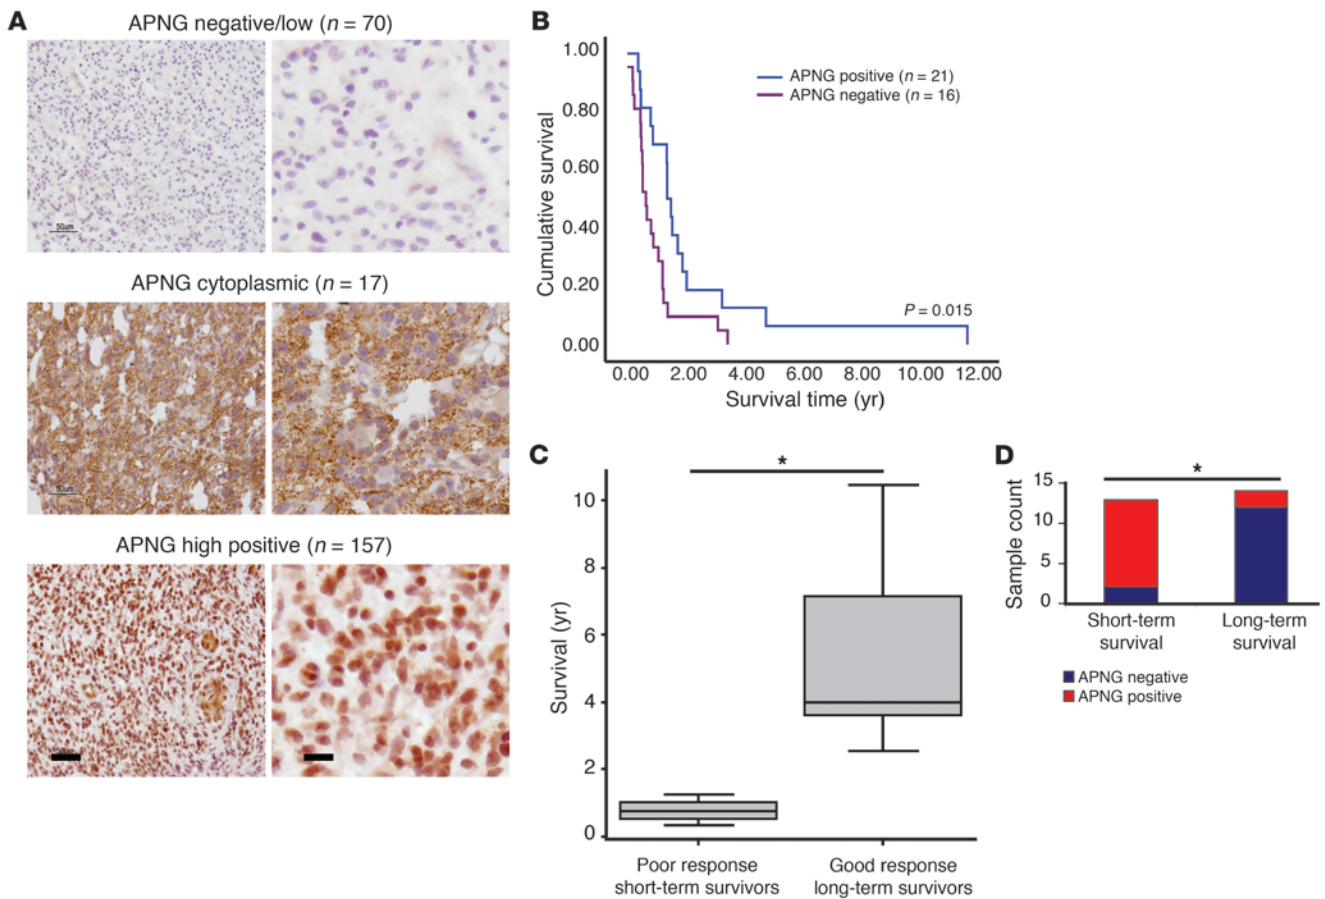 A
APNG negative/low (n = 70)
50um
APNG cytoplasmic (n = 17)
50um
APNG high positive (n = 157)
B
1.00
0.80
0.60
0.40
0.20
0.00
Cumulative survival
APNG positive (n = 21)
APNG negative (n = 16)
P = 0.015
0.00 2.00 4.00 6.00 8.00 10.00 12.00
Survival time (yr)
C
*
10
8
6
4
2
0
Survival (yr)
Poor response
short-term survivors
Good response
long-term survivors
D
*
15
10
5
0
Sample count
Short-term
survival
Long-term
survival
APNG negative
APNG positive